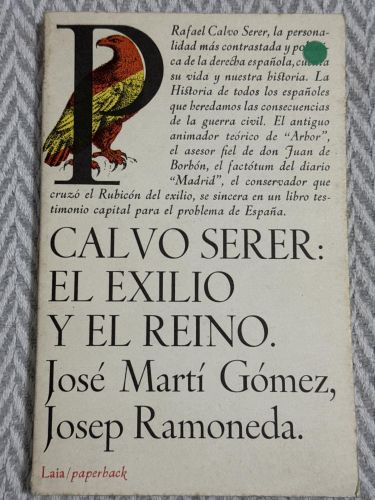 P
Rafael Calvo Serer, la persona-
lidad más contrastada y
ca de la derecha española,
su vida y nuestra historia. La
Historia de todos los españoles
que heredamos las consecuencias
de la guerra civil. El antiguo
animador teórico de “Arbor”,
el asesor fiel de don Juan de
Borbón, el factótum del diario
“Madrid”, el conservador que
cruzó el Rubicón del exilio, se sincera en un libro tes-
timonio capital para el problema de España.
CALVO SERER:
EL EXILIO
Y EL REINO.
José Martí Gómez,
Josep Ramoneda.
Laia/paperback